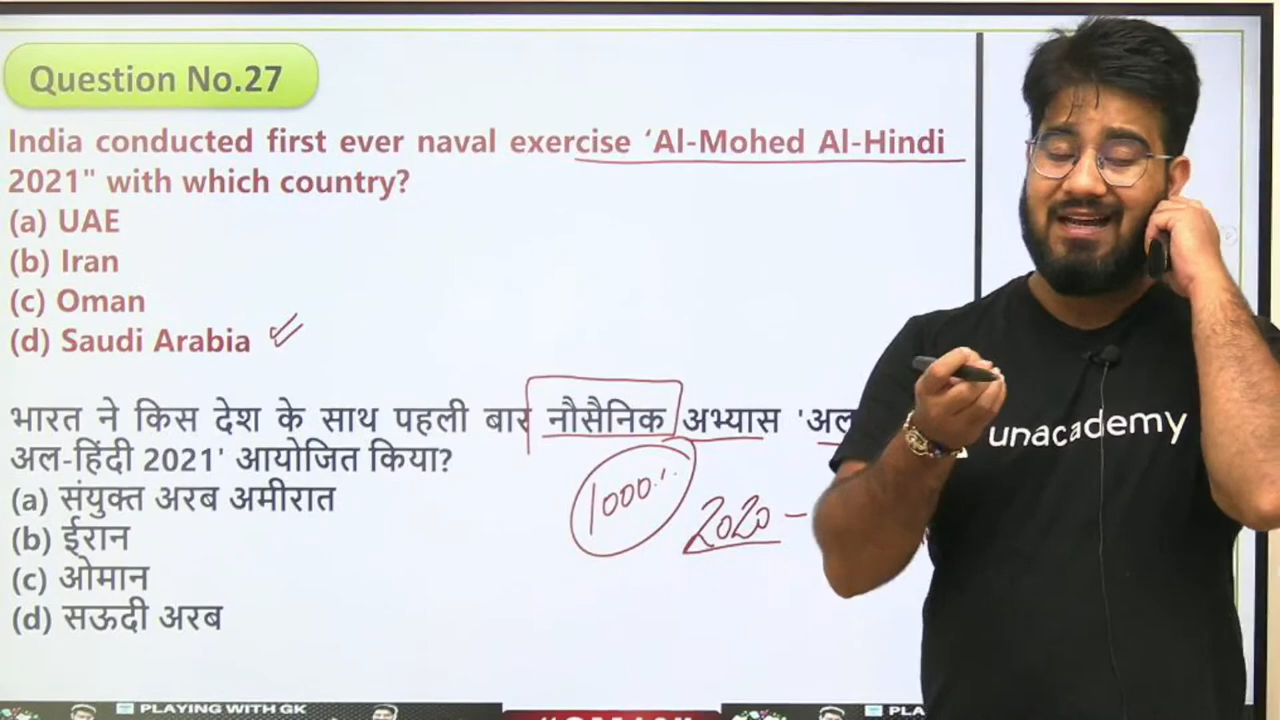 Question No.27
India conducted first ever naval exercise ‘Al-Mohed Al-Hindi
2021" with which country?
(a) UAE
(b) Iran
(c) Oman
(d) Saudi Arabia
भारत ने किस देश के साथ पहली बार नौसैनिक अभ्यास 'अल
अल-हिंदी 2021' आयोजित किया?
(a) संयुक्त अरब अमीरात
(b) ईरान
(c) ओमान
(d) सऊदी अरब
1000%
2020 -
unacademy
PLAYING WITH GK